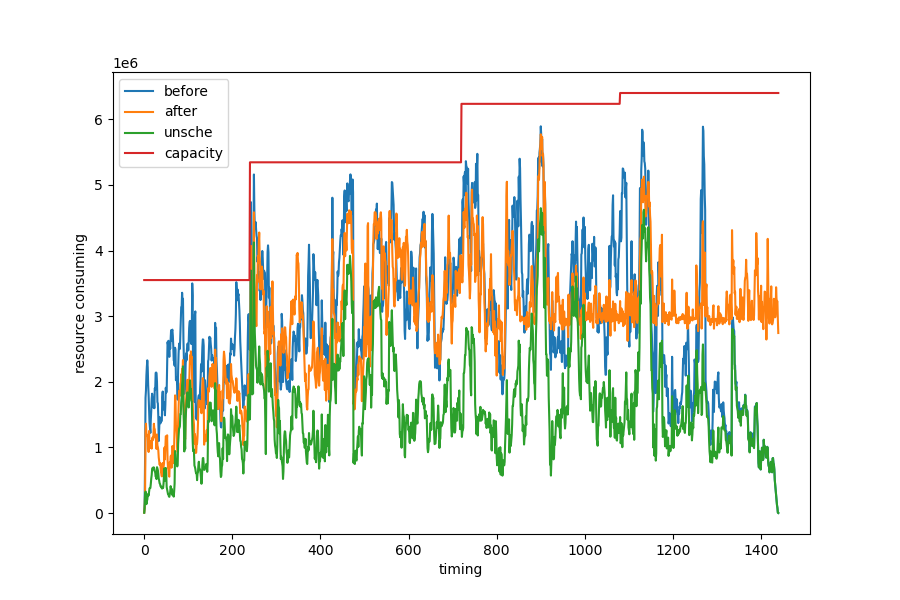 1e6
before
after
unsche
capacity
6
5
4
3
2
1
0
resource consuming
0 200 400 600 800 1000 1200 1400
timing